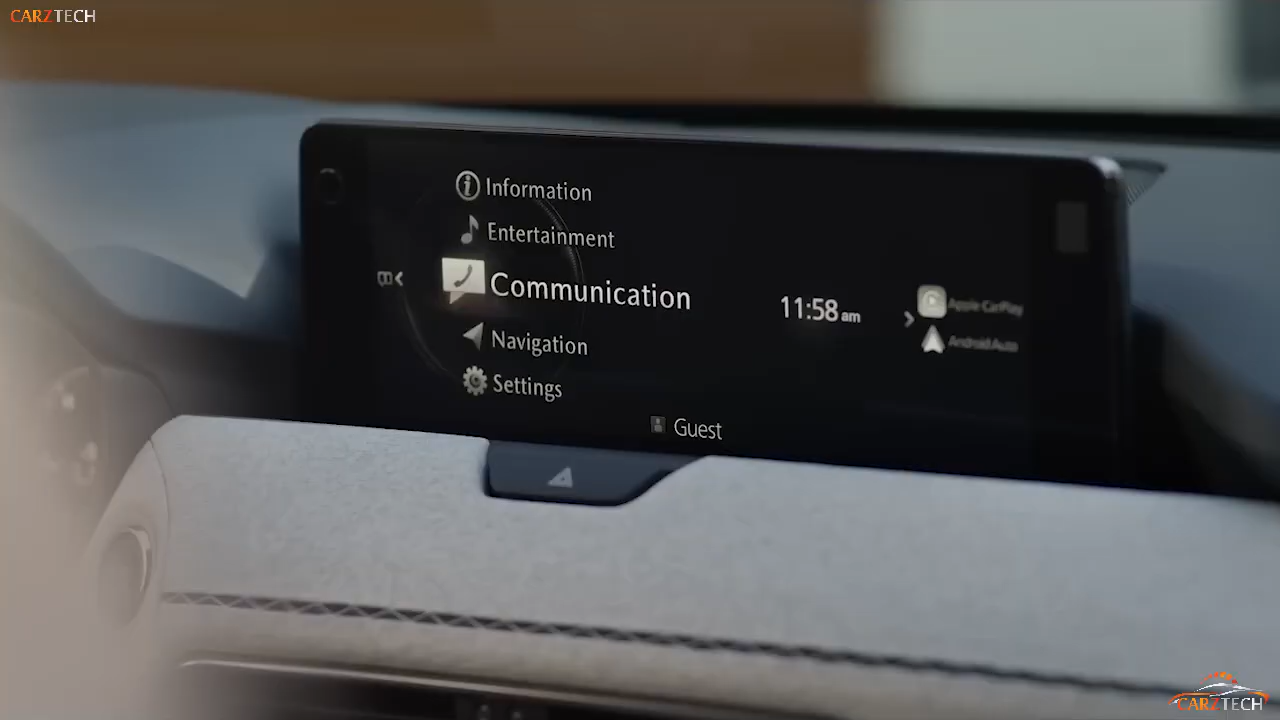 CARZTECH
Information
Entertainment
Communication
Navigation
Settings
11:58 am
Apple CarPlay
Android Auto
Guest
CARZTECH